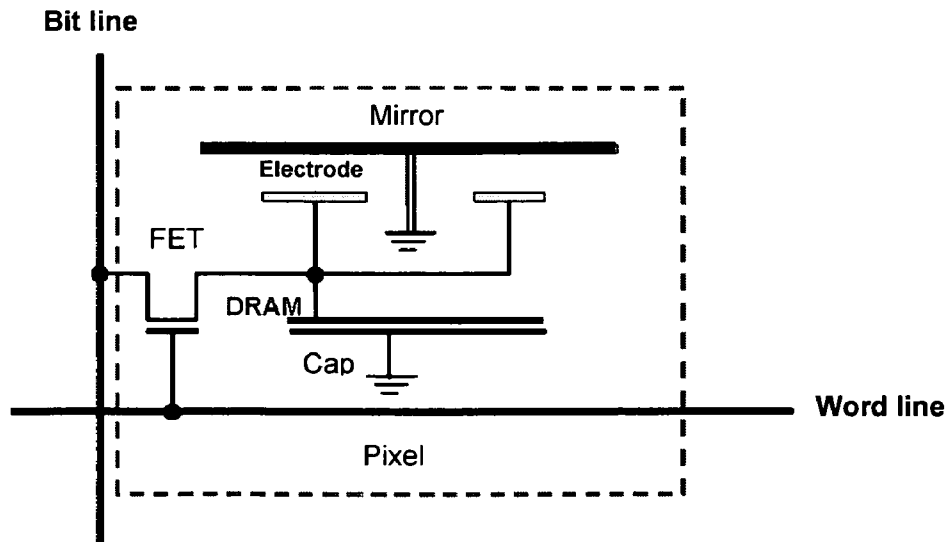 Bit line
Mirror
Electrode
FET
DRAM
Cap
Word line
Pixel